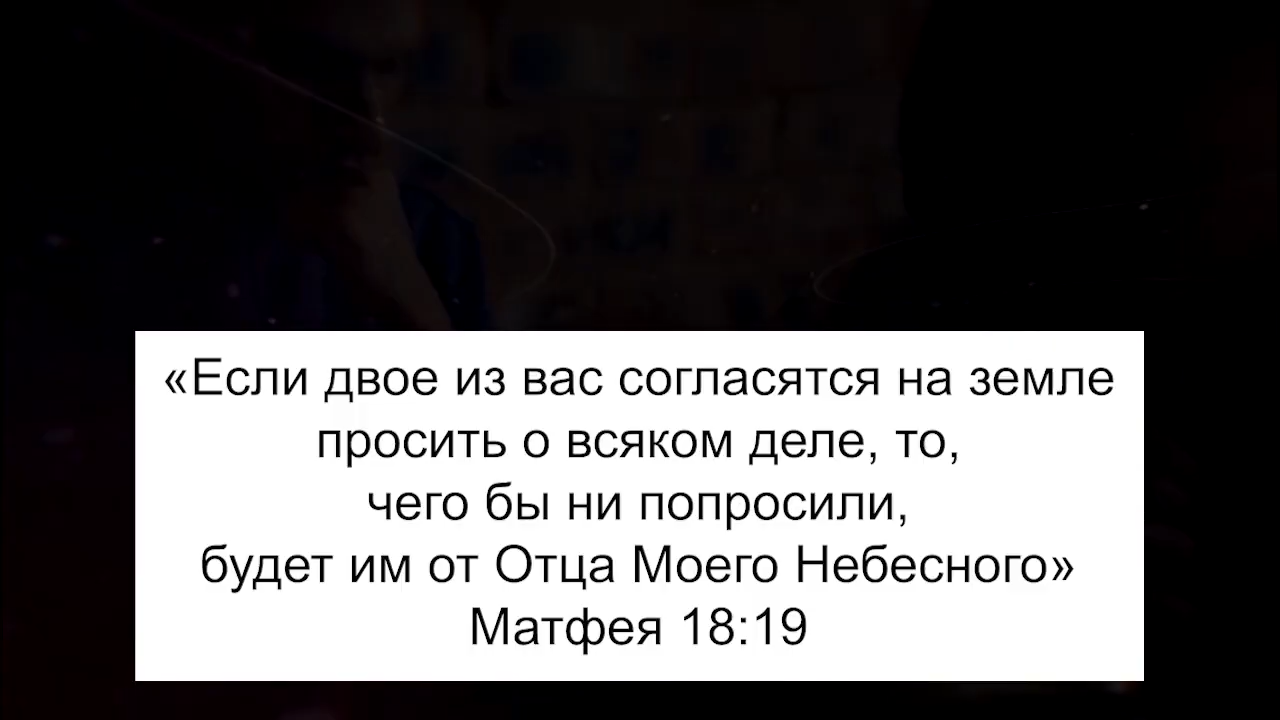 «Если двое из вас согласятся на земле
просить о всяком деле, то,
чего бы ни попросили,
будет им от Отца Моего Небесного»
Матфея 18:19